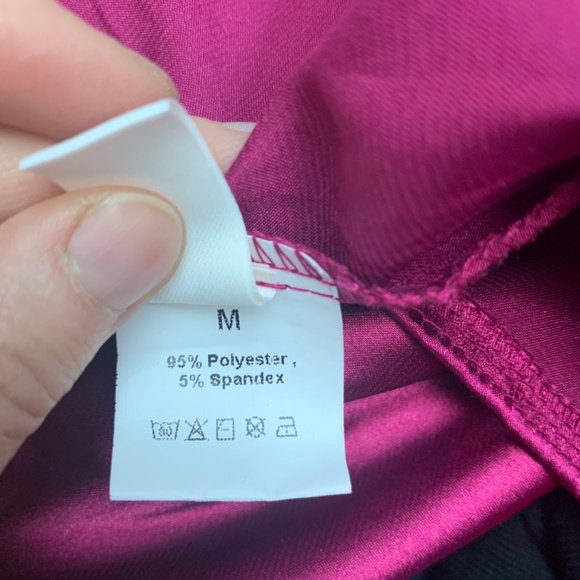 M
95% Polyester ,
5% Spandex